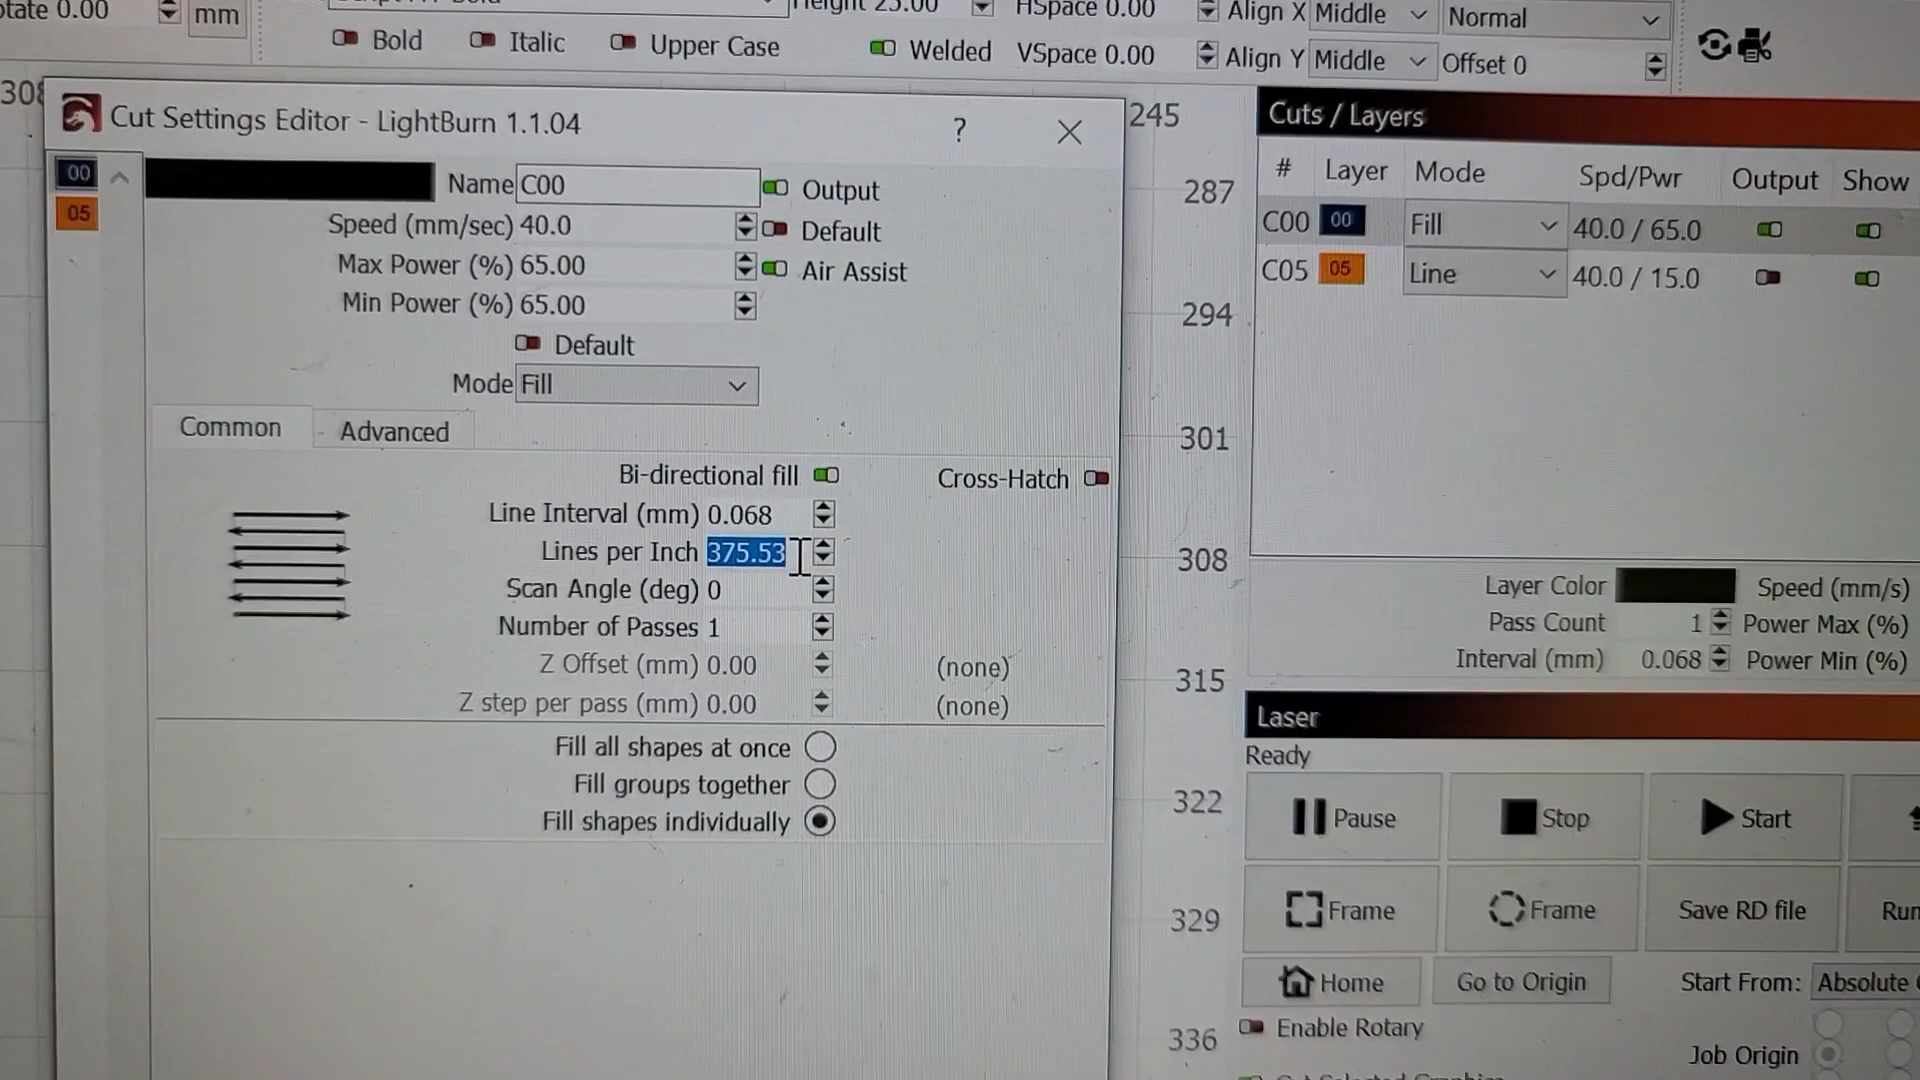 0.00 mm
Bold Italic Upper Case Welded
HSpace 0.00 Align X Middle Normal
VSpace 0.00 Align Y Middle Offset 0
Cut Settings Editor - LightBurn 1.1.04 ?
00
05
Name C00 Output
Speed (mm/sec) 40.0 Default
Max Power (%) 65.00 Air Assist
Min Power (%) 65.00
Default
Mode Fill
Common Advanced
Bi-directional fill Cross-Hatch
Line Interval (mm) 0.068
Lines per Inch 375.53
Scan Angle (deg) 0
Number of Passes 1
Z Offset (mm) 0.00 (none)
Z step per pass (mm) 0.00 (none)
Fill all shapes at once
Fill groups together
Fill shapes individually
245
287
294
301
308
315
322
329
336
Cuts / Layers
# Layer Mode Spd/Pwr Output Show
C00 00 Fill 40.0 / 65.0
C05 05 Line 40.0 / 15.0
Layer Color Speed (mm/s)
Pass Count 1 Power Max (%)
Interval (mm) 0.068 Power Min (%)
Laser
Ready
Pause Stop Start
Frame Frame Save RD file Run
Home Go to Origin Start From: Absolute
Enable Rotary
Job Origin